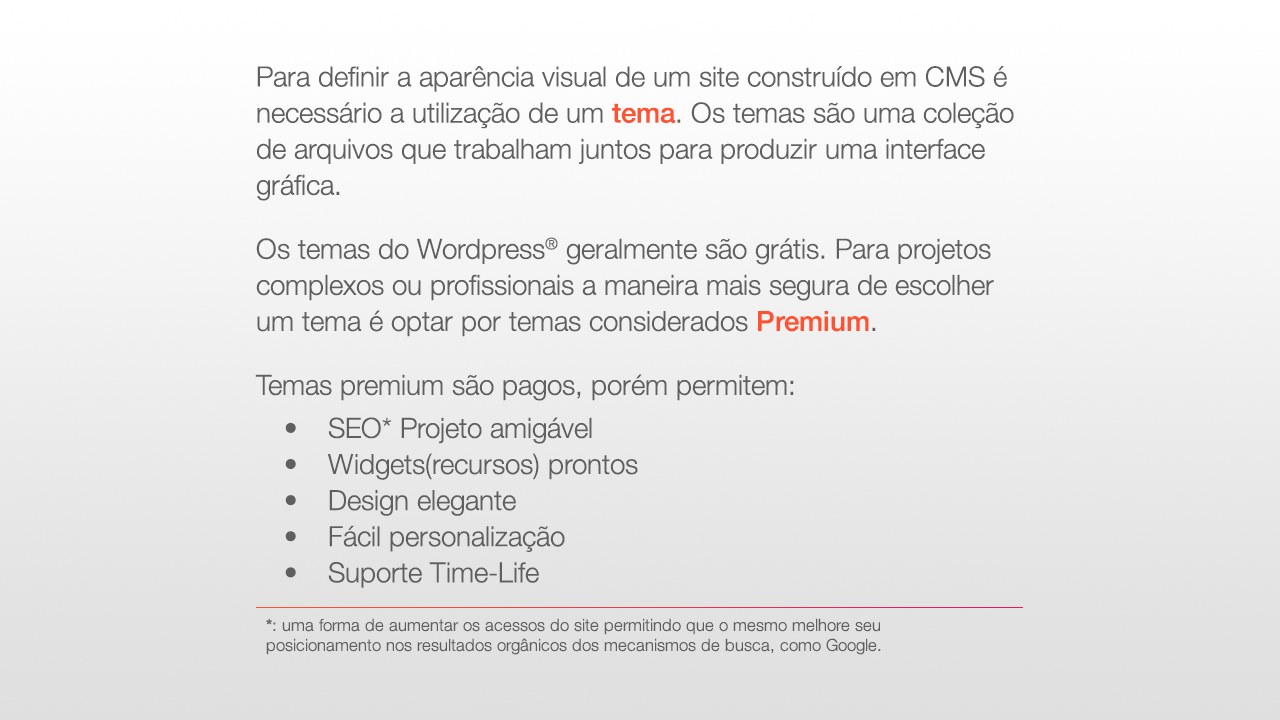 Para definir a aparência visual de um site construído em CMS é
necessário a utilização de um tema. Os temas são uma coleção
de arquivos que trabalham juntos para produzir uma interface
gráfica.
Os temas do Wordpress® geralmente são grátis. Para projetos
complexos ou profissionais a maneira mais segura de escolher
um tema é optar por temas considerados Premium.
Temas premium são pagos, porém permitem:
• SEO* Projeto amigável
• Widgets(recursos) prontos
• Design elegante
• Fácil personalização
• Suporte Time-Life
*: uma forma de aumentar os acessos do site permitindo que o mesmo melhore seu
posicionamento nos resultados orgânicos dos mecanismos de busca, como Google.